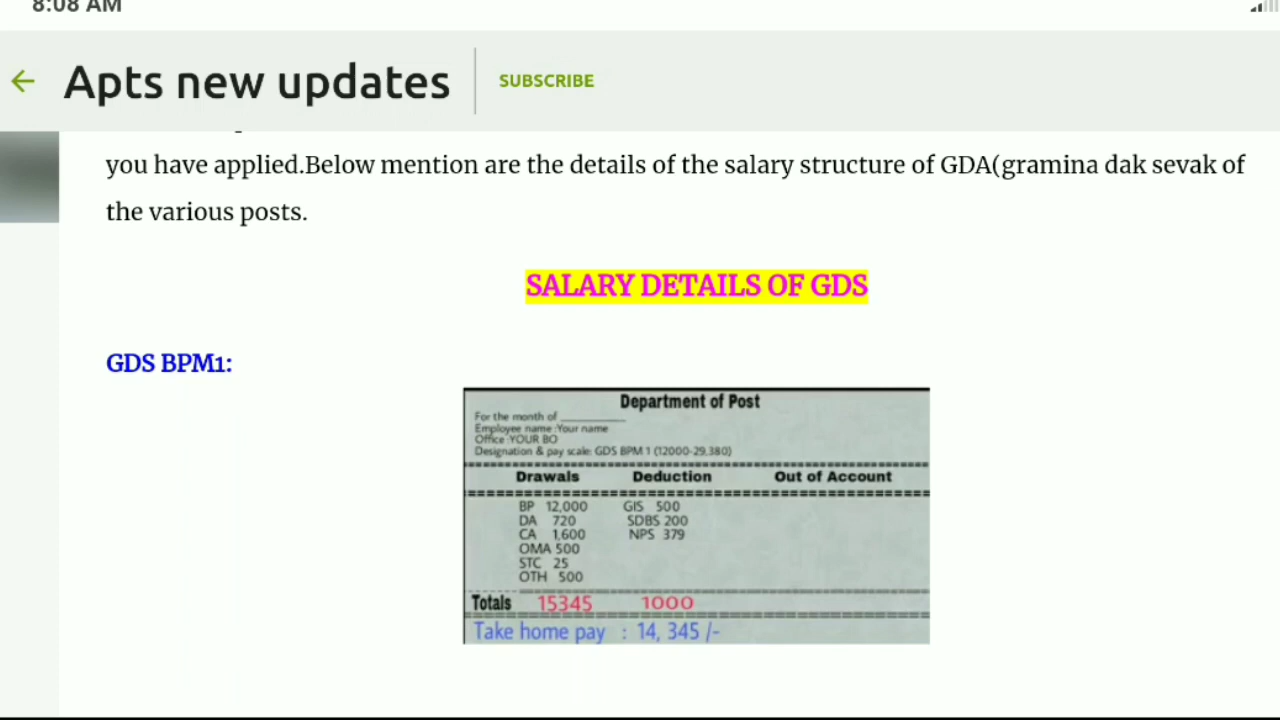 8:08 AM
Apts new updates
SUBSCRIBE
you have applied.Below mention are the details of the salary structure of GDA(gramina dak sevak of
the various posts.
SALARY DETAILS OF GDS
GDS BPM1:
Department of Post
For the month of ____________
Employee name :Your name
Office :YOUR BO
Designation & pay scale: GDS BPM 1 (12000-29,380)
Drawals Deduction Out of Account
BP 12,000 GIS 500
DA 720 SDBS 200
CA 1,600 NPS 379
OMA 500
STC 25
OTH 500
Totals 15345 1000
Take home pay : 14, 345 /-